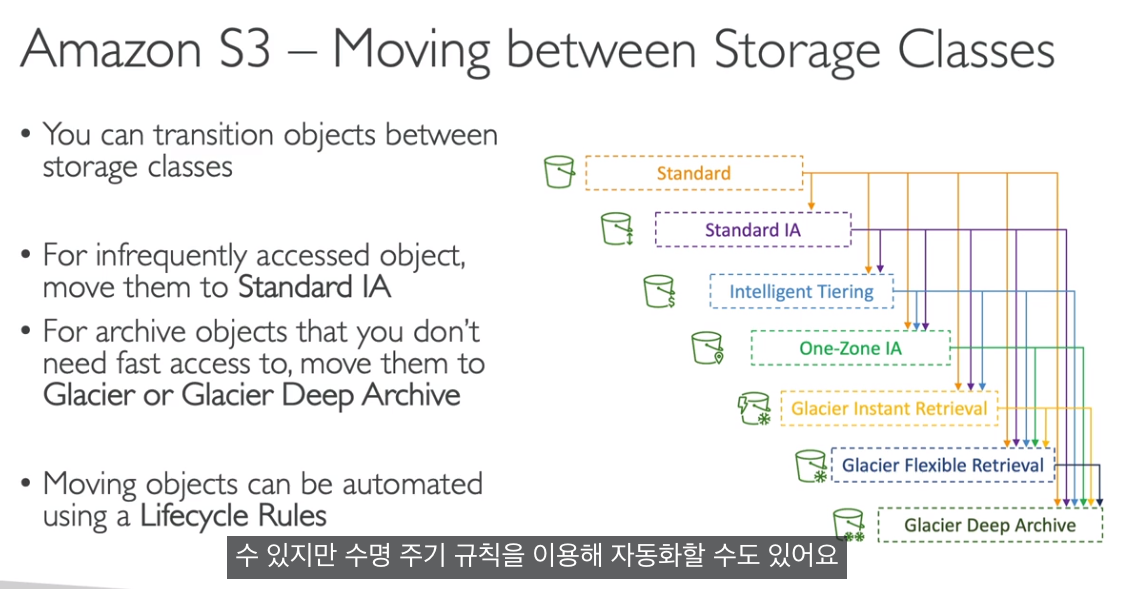 Amazon S3 – Moving between Storage Classes
• You can transition objects between
storage classes
• For infrequently accessed object,
move them to Standard IA
• For archive objects that you don't
need fast access to, move them to
Glacier or Glacier Deep Archive
• Moving objects can be automated
using a Lifecycle Rules
Standard
Standard IA
Intelligent Tiering
One-Zone IA
Glacier Instant Retrieval
Glacier Flexible Retrieval
Glacier Deep Archive
수 있지만 수명 주기 규칙을 이용해 자동화할 수도 있어요